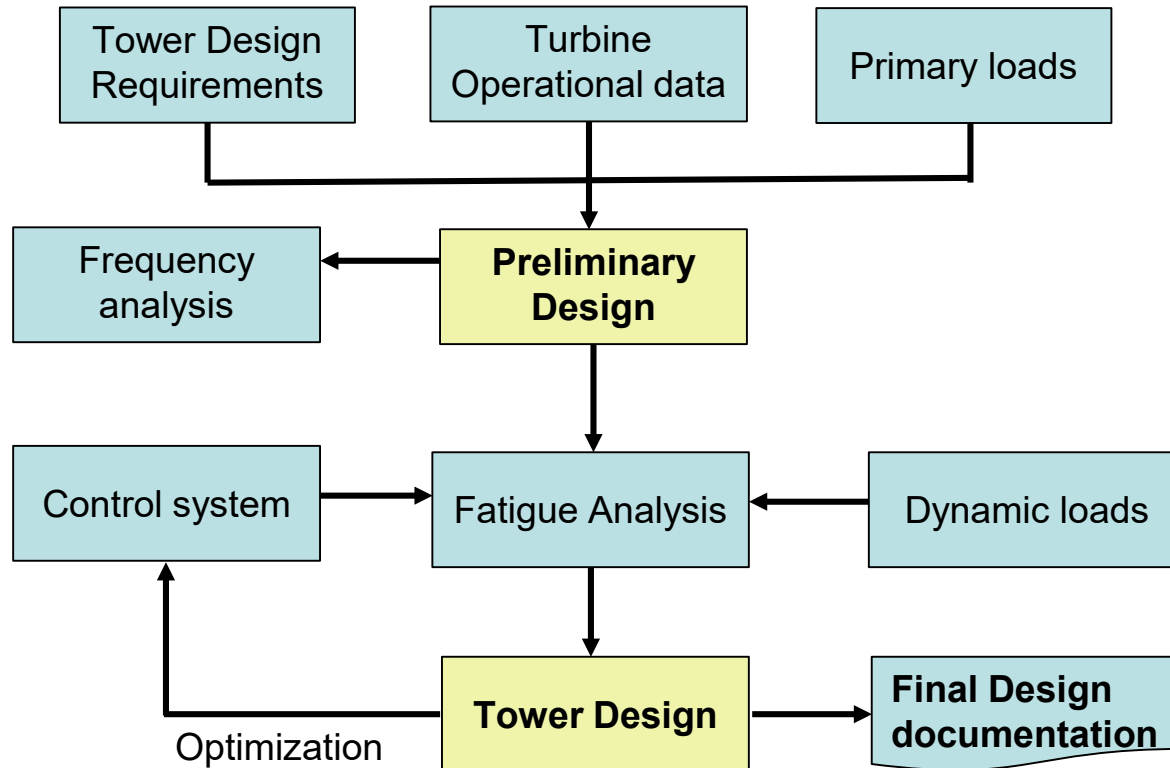 Tower Design
Requirements
Turbine
Operational data
Primary loads
Frequency
analysis
Preliminary
Design
Control system
Fatigue Analysis
Dynamic loads
Tower Design
Final Design
documentation
Optimization